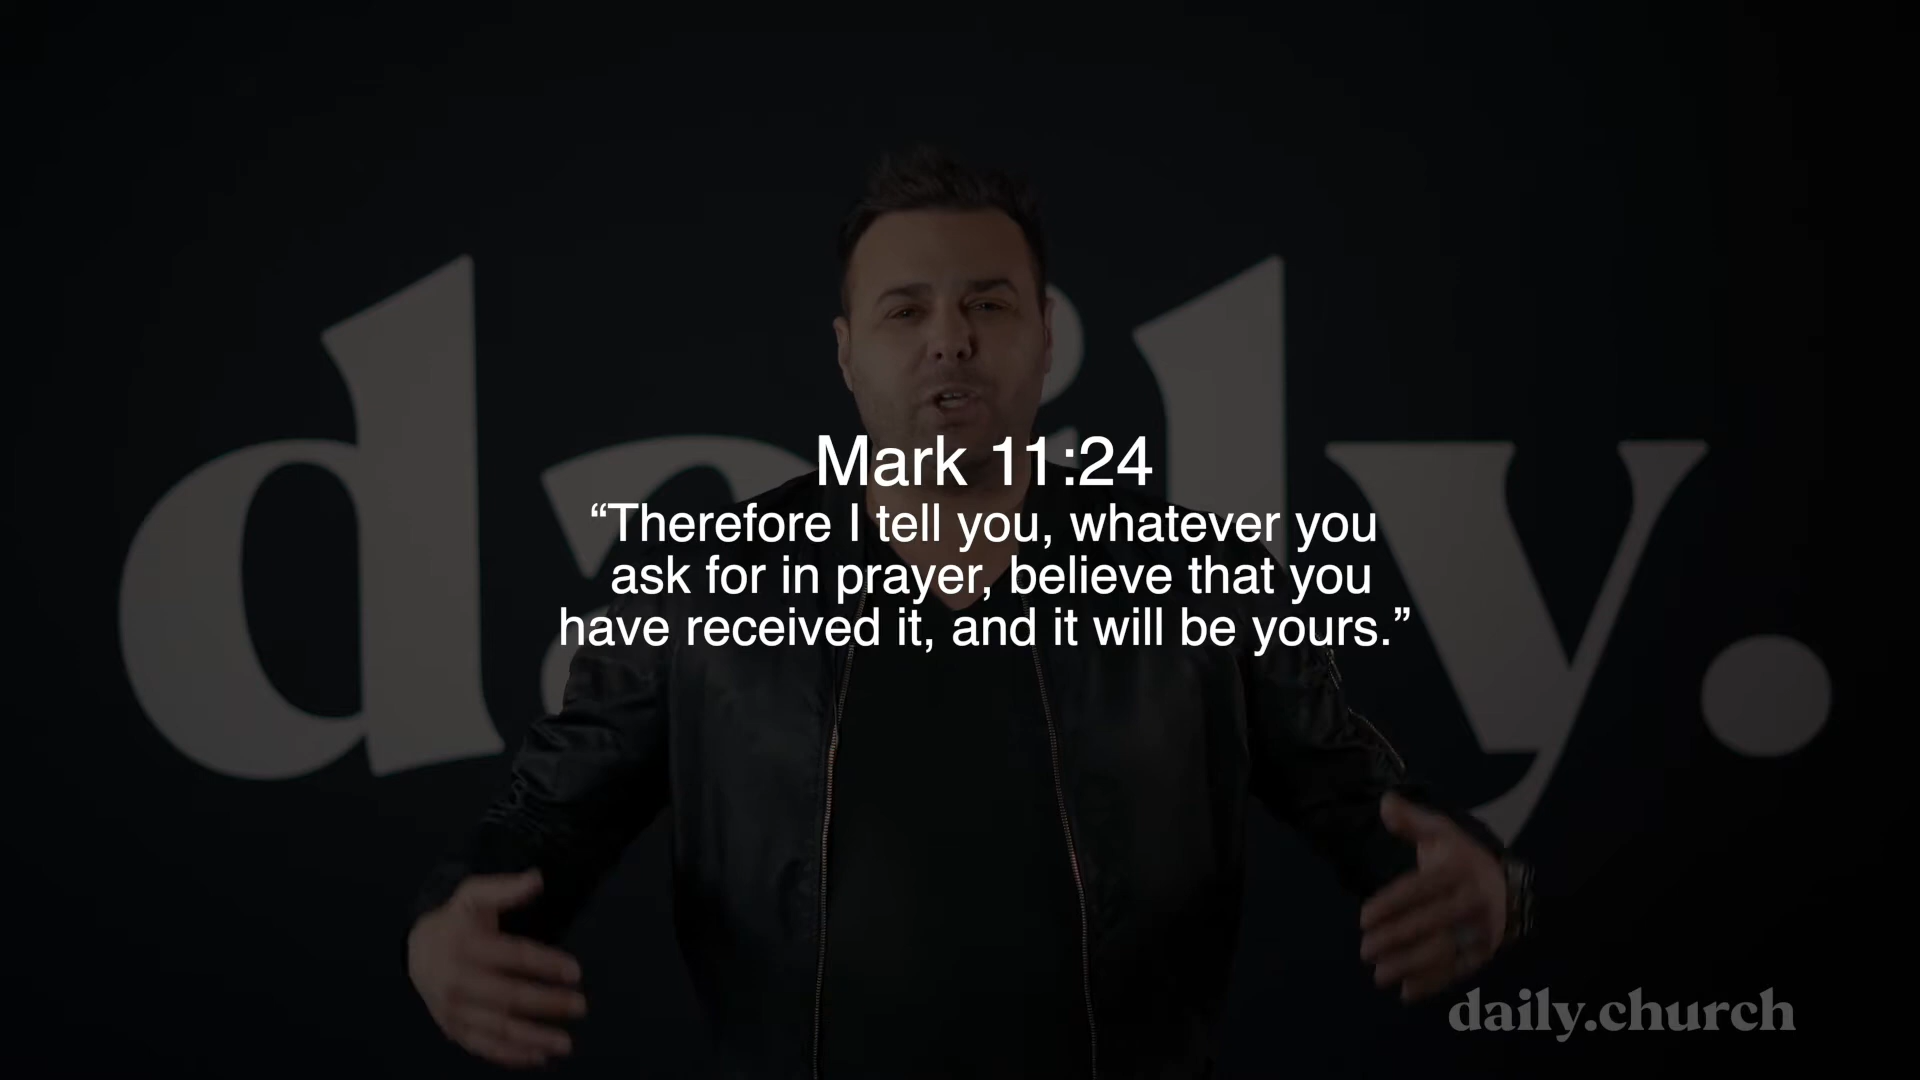 daily.
Mark 11:24
“Therefore I tell you, whatever you
ask for in prayer, believe that you
have received it, and it will be yours.”
daily.church